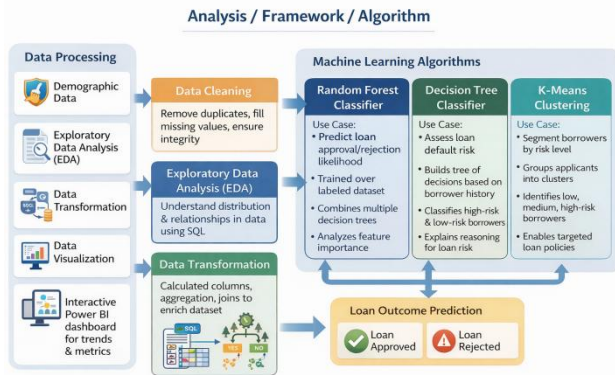 Analysis / Framework / Algorithm
Data Processing
Demographic
Data
Exploratory
Data Analysis (EDA)
Data
Transformation
Data
Visualization
Interactive
Power BI
dashboard
for trends
& metrics
Data Cleaning
Remove duplicates, fill
missing values, ensure
integrity
Exploratory
Data Analysis (EDA)
Understand distribution
& relationships in data
using SQL
Data Transformation
Calculated columns,
aggregation, joins to
enrich dataset
SQL
YES
NO
Machine Learning Algorithms
Random Forest
Classifier
Use Case:
• Predict loan
approval/rejection
likelihood
• Trained over
labeled dataset
• Combines multiple
decision trees
• Analyzes feature
importance
Decision Tree
Classifier
Use Case:
• Assess loan
default risk
• Builds tree of
decisions based on
borrower history
• Classifies high-risk
& low-risk borrowers
• Explains reasoning
for loan risk
K-Means
Clustering
Use Case:
• Segment borrowers
by risk level
• Groups applicants
into clusters
• Identifies low,
medium, high-risk
borrowers
• Enables targeted
loan policies
Loan Outcome Prediction
Loan
Approved
Loan
Rejected